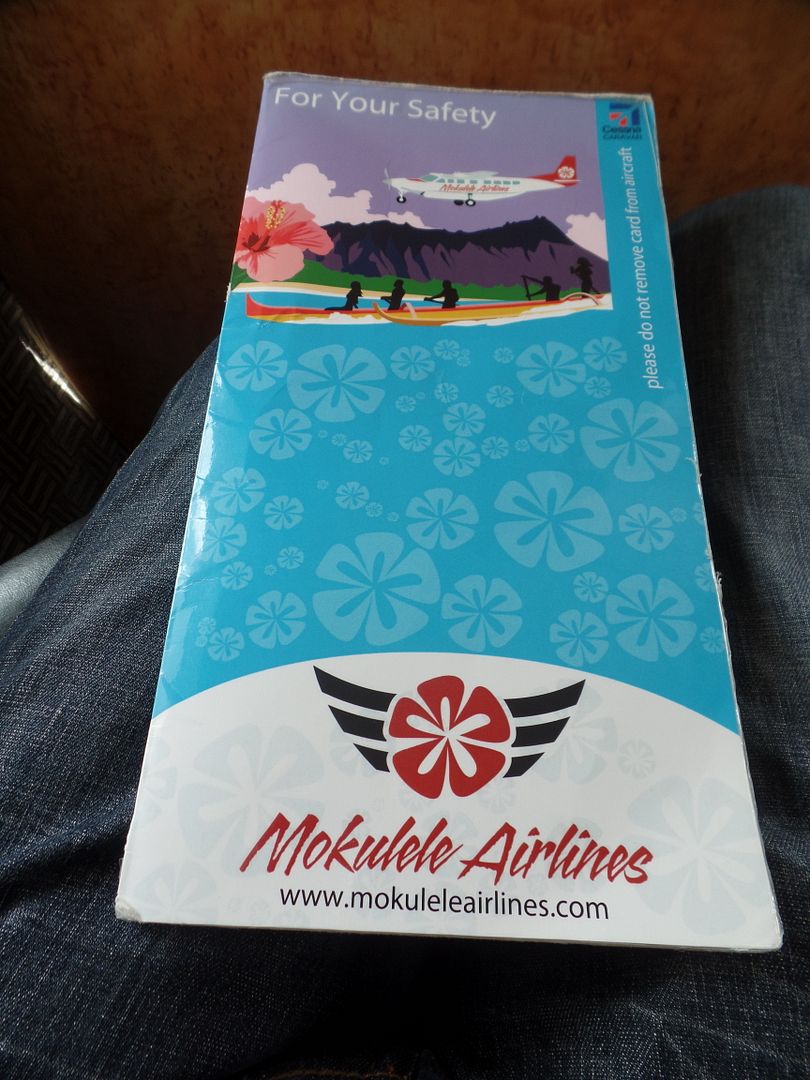 For Your Safety
Cessna
CARAVAN
please do not remove card from aircraft
Mokulele Airlines
Mokulele Airlines
www.mokuleleairlines.com